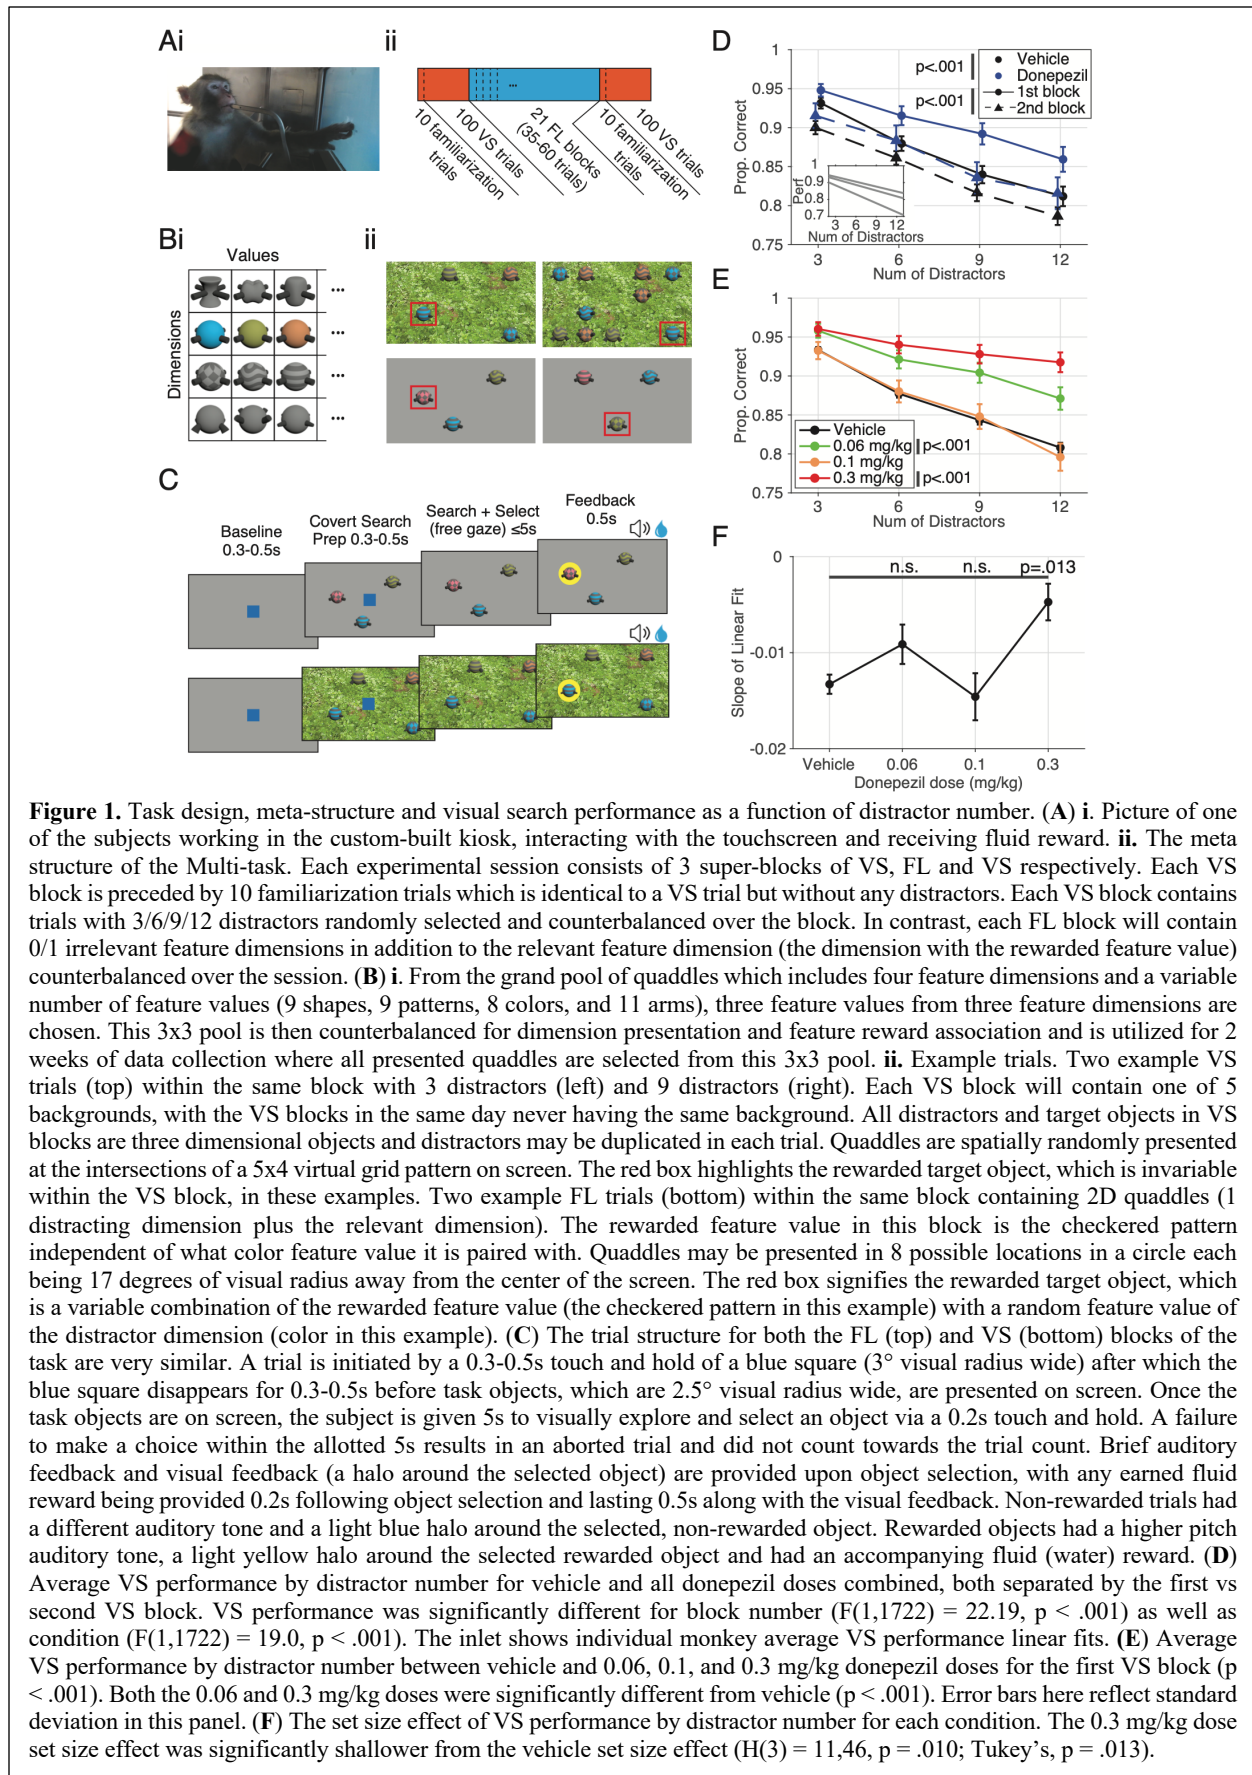 Ai
ii
10 familiarization
trials
100 VS trials
21 FL blocks
(35-60 trials)
10 familiarization
trials
100 VS trials
...
Bi
Values
Dimensions
...
...
...
...
ii
C
Baseline
0.3-0.5s
Covert Search
Prep 0.3-0.5s
Search + Select
(free gaze) ≤5s
Feedback
0.5s
D
1
0.95
0.9
0.85
0.8
0.75
Prop. Correct
3
6
9
12
Num of Distractors
p<.001
p<.001
Vehicle
Donepezil
1st block
2nd block
1
0.9
0.8
0.7
Perf
3 6 9 12
Num of Distractors
E
1
0.95
0.9
0.85
0.8
0.75
Prop. Correct
Vehicle
0.06 mg/kg p<.001
0.1 mg/kg
0.3 mg/kg p<.001
3
6
9
12
Num of Distractors
F
0
-0.01
-0.02
Slope of Linear Fit
n.s.
n.s.
p=.013
Vehicle
0.06
0.1
0.3
Donepezil dose (mg/kg)
Figure 1. Task design, meta-structure and visual search performance as a function of distractor number. (A) i. Picture of one
of the subjects working in the custom-built kiosk, interacting with the touchscreen and receiving fluid reward. ii. The meta
structure of the Multi-task. Each experimental session consists of 3 super-blocks of VS, FL and VS respectively. Each VS
block is preceded by 10 familiarization trials which is identical to a VS trial but without any distractors. Each VS block contains
trials with 3/6/9/12 distractors randomly selected and counterbalanced over the block. In contrast, each FL block will contain
0/1 irrelevant feature dimensions in addition to the relevant feature dimension (the dimension with the rewarded feature value)
counterbalanced over the session. (B) i. From the grand pool of quaddles which includes four feature dimensions and a variable
number of feature values (9 shapes, 9 patterns, 8 colors, and 11 arms), three feature values from three feature dimensions are
chosen. This 3x3 pool is then counterbalanced for dimension presentation and feature reward association and is utilized for 2
weeks of data collection where all presented quaddles are selected from this 3x3 pool. ii. Example trials. Two example VS
trials (top) within the same block with 3 distractors (left) and 9 distractors (right). Each VS block will contain one of 5
backgrounds, with the VS blocks in the same day never having the same background. All distractors and target objects in VS
blocks are three dimensional objects and distractors may be duplicated in each trial. Quaddles are spatially randomly presented
at the intersections of a 5x4 virtual grid pattern on screen. The red box highlights the rewarded target object, which is invariable
within the VS block, in these examples. Two example FL trials (bottom) within the same block containing 2D quaddles (1
distracting dimension plus the relevant dimension). The rewarded feature value in this block is the checkered pattern
independent of what color feature value it is paired with. Quaddles may be presented in 8 possible locations in a circle each
being 17 degrees of visual radius away from the center of the screen. The red box signifies the rewarded target object, which
is a variable combination of the rewarded feature value (the checkered pattern in this example) with a random feature value of
the distractor dimension (color in this example). (C) The trial structure for both the FL (top) and VS (bottom) blocks of the
task are very similar. A trial is initiated by a 0.3-0.5s touch and hold of a blue square (3° visual radius wide) after which the
blue square disappears for 0.3-0.5s before task objects, which are 2.5° visual radius wide, are presented on screen. Once the
task objects are on screen, the subject is given 5s to visually explore and select an object via a 0.2s touch and hold. A failure
to make a choice within the allotted 5s results in an aborted trial and did not count towards the trial count. Brief auditory
feedback and visual feedback (a halo around the selected object) are provided upon object selection, with any earned fluid
reward being provided 0.2s following object selection and lasting 0.5s along with the visual feedback. Non-rewarded trials had
a different auditory tone and a light blue halo around the selected, non-rewarded object. Rewarded objects had a higher pitch
auditory tone, a light yellow halo around the selected rewarded object and had an accompanying fluid (water) reward. (D)
Average VS performance by distractor number for vehicle and all donepezil doses combined, both separated by the first vs
second VS block. VS performance was significantly different for block number (F(1,1722) = 22.19, p < .001) as well as
condition (F(1,1722) = 19.0, p < .001). The inlet shows individual monkey average VS performance linear fits. (E) Average
VS performance by distractor number between vehicle and 0.06, 0.1, and 0.3 mg/kg donepezil doses for the first VS block (p
< .001). Both the 0.06 and 0.3 mg/kg doses were significantly different from vehicle (p < .001). Error bars here reflect standard
deviation in this panel. (F) The set size effect of VS performance by distractor number for each condition. The 0.3 mg/kg dose
set size effect was significantly shallower from the vehicle set size effect (H(3) = 11,46, p = .010; Tukey's, p = .013).